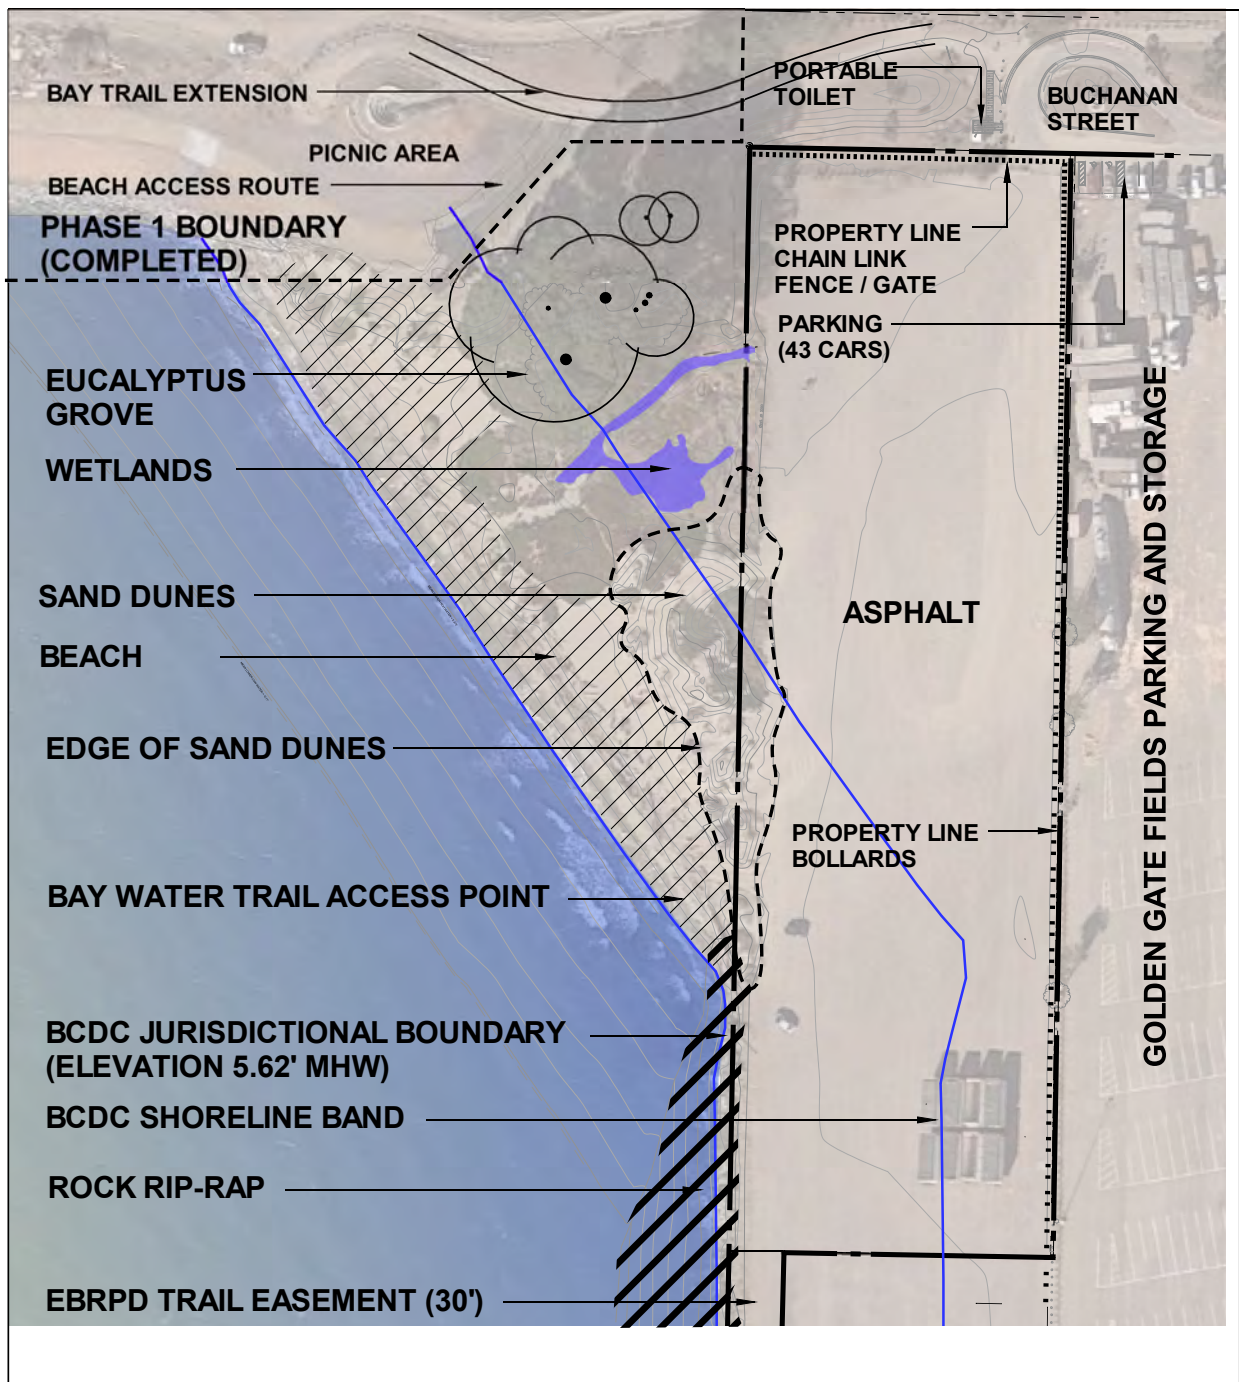 BAY TRAIL EXTENSION
PORTABLE
TOILET
BUCHANAN
STREET
PICNIC AREA
BEACH ACCESS ROUTE
PHASE 1 BOUNDARY
(COMPLETED)
PROPERTY LINE
CHAIN LINK
FENCE / GATE
PARKING
(43 CARS)
EUCALYPTUS
GROVE
WETLANDS
SAND DUNES
ASPHALT
BEACH
EDGE OF SAND DUNES
PROPERTY LINE
BOLLARDS
GOLDEN GATE FIELDS PARKING AND STORAGE
BAY WATER TRAIL ACCESS POINT
BCDC JURISDICTIONAL BOUNDARY
(ELEVATION 5.62' MHW)
BCDC SHORELINE BAND
ROCK RIP-RAP
EBRPD TRAIL EASEMENT (30')